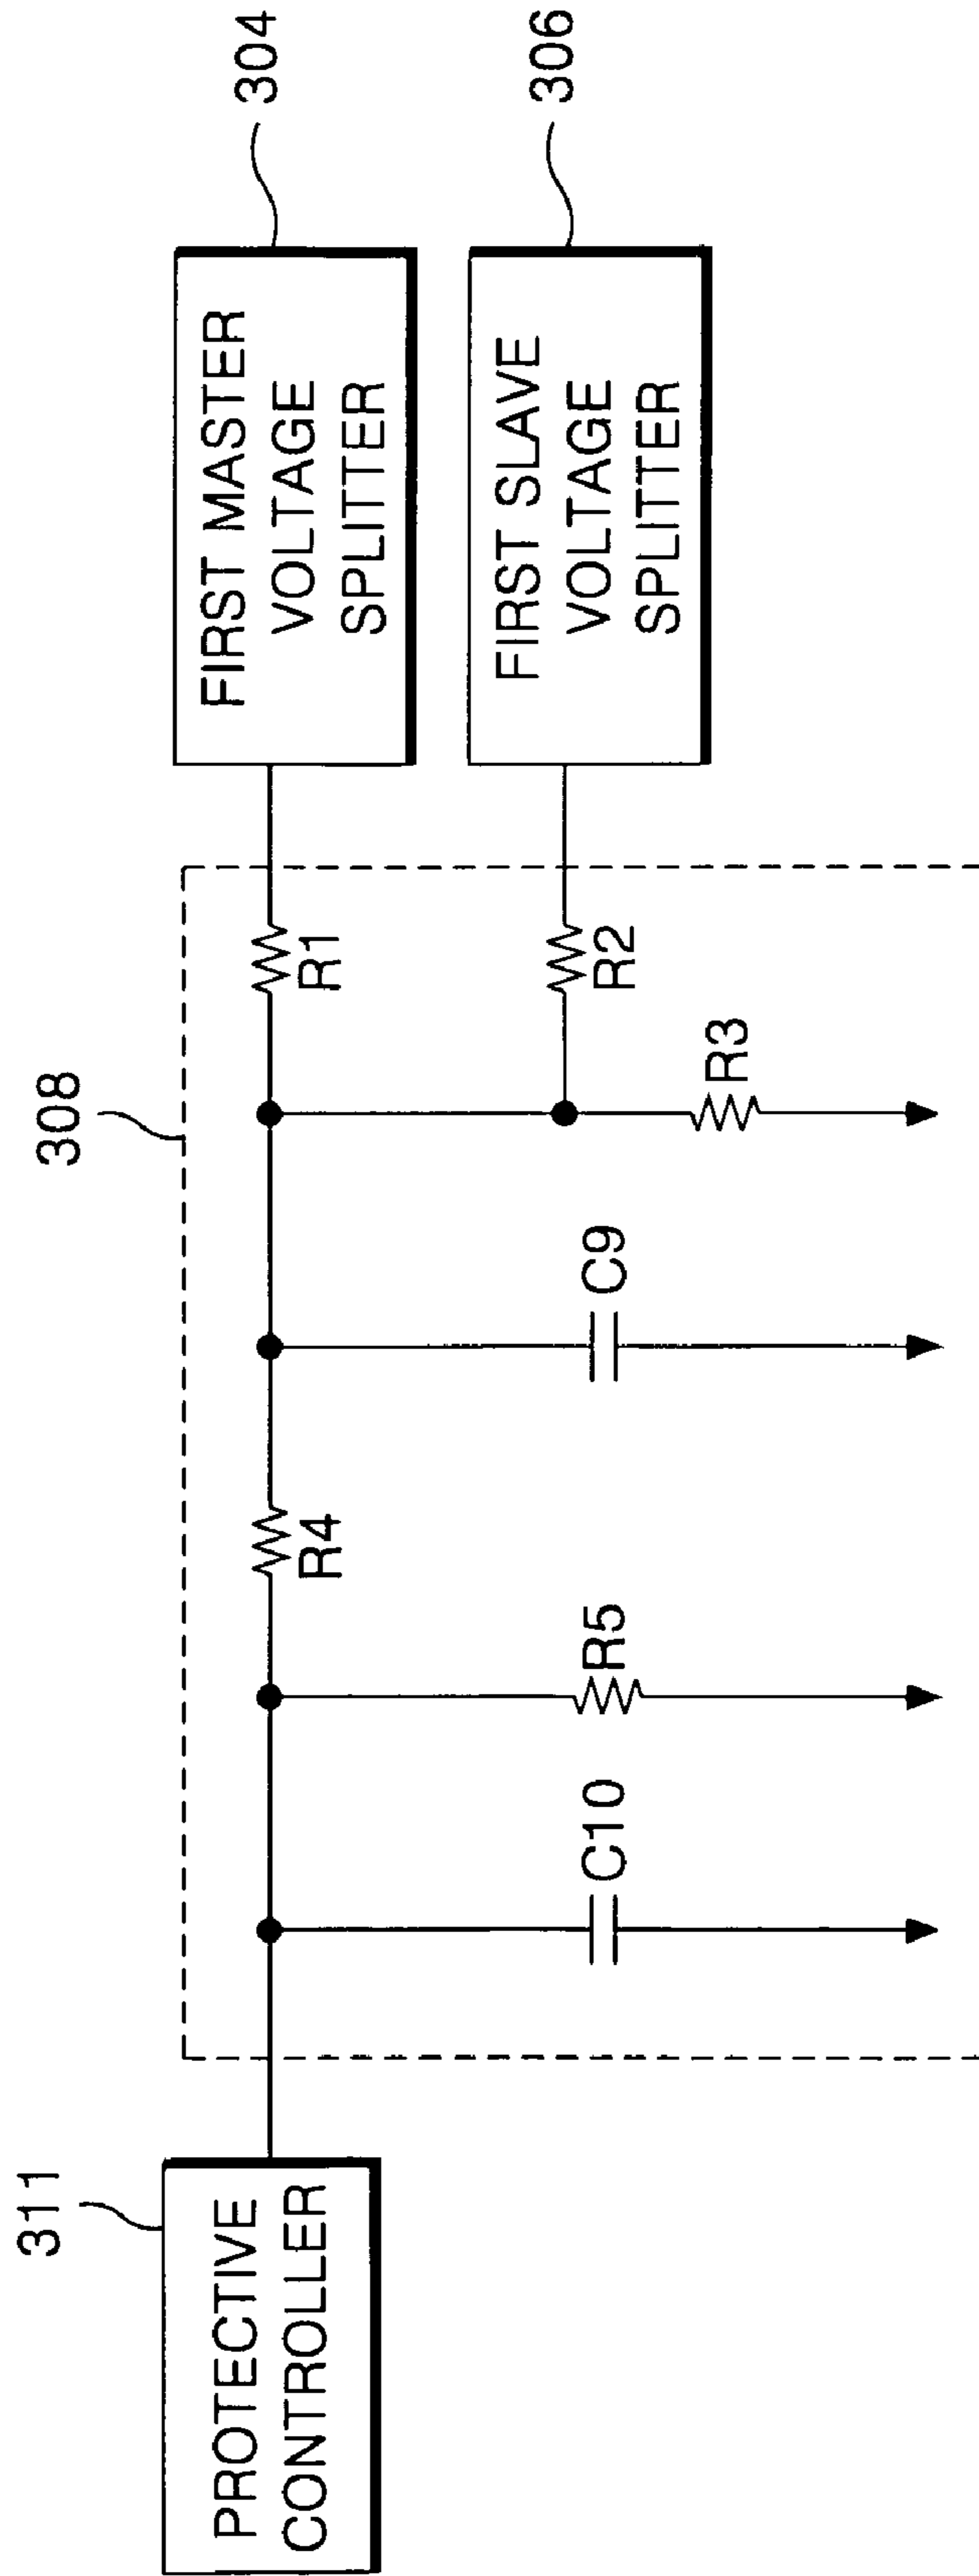 308
304
306
311
FIRST MASTER
VOLTAGE
SPLITTER
FIRST SLAVE
VOLTAGE
SPLITTER
R1
R2
R3
C9
R4
R5
C10
PROTECTIVE
CONTROLLER